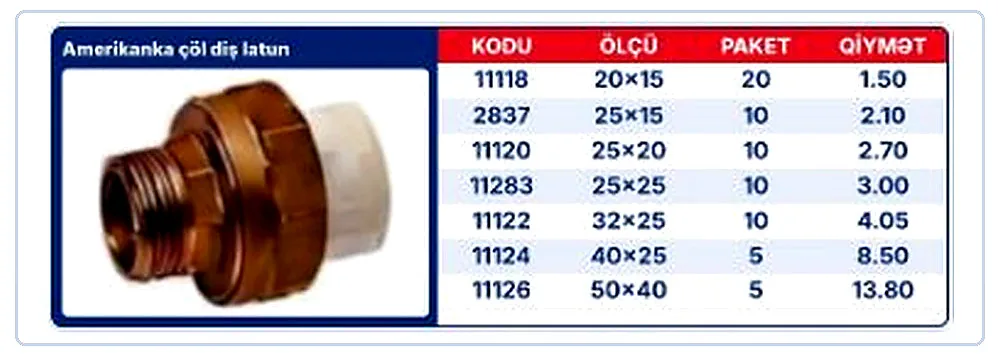 Amerikanka çöl diş latun
KODU ÖLÇÜ PAKET QİYMƏT
11118 20×15 20 1.50
2837 25×15 10 2.10
11120 25×20 10 2.70
11283 25×25 10 3.00
11122 32×25 10 4.05
11124 40×25 5 8.50
11126 50×40 5 13.80